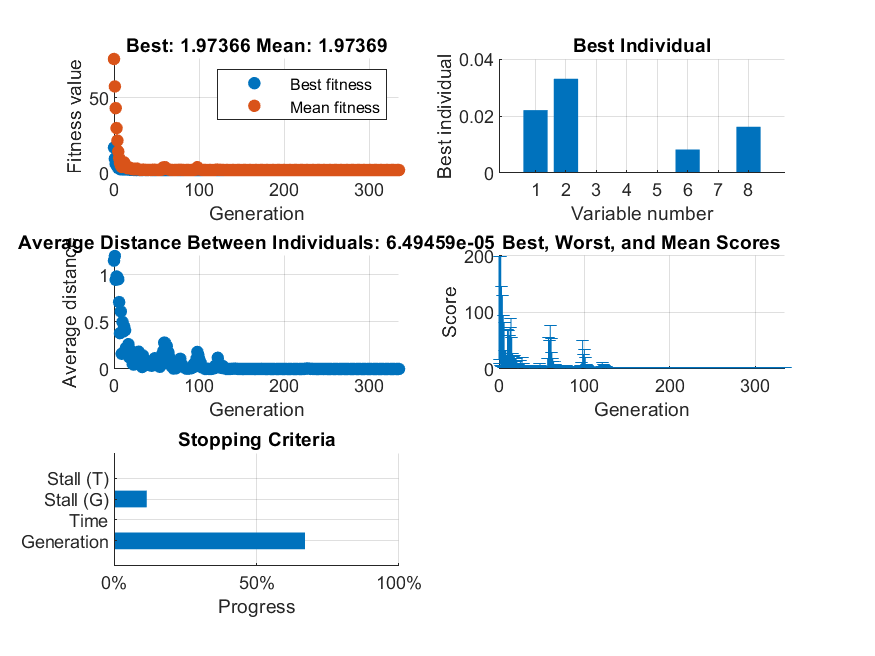 Best: 1.97366 Mean: 1.97369
Fitness value
50
0
0
100
200
300
Generation
Best fitness
Mean fitness
Best Individual
Best individual
0.04
0.02
0
1 2 3 4 5 6 7 8
Variable number
Average Distance Between Individuals: 6.49459e-05
Average distance
1
0.5
0
0
100
200
300
Generation
Best, Worst, and Mean Scores
Score
200
100
0
0
100
200
300
Generation
Stopping Criteria
Stall (T)
Stall (G)
Time
Generation
0%
50%
100%
Progress